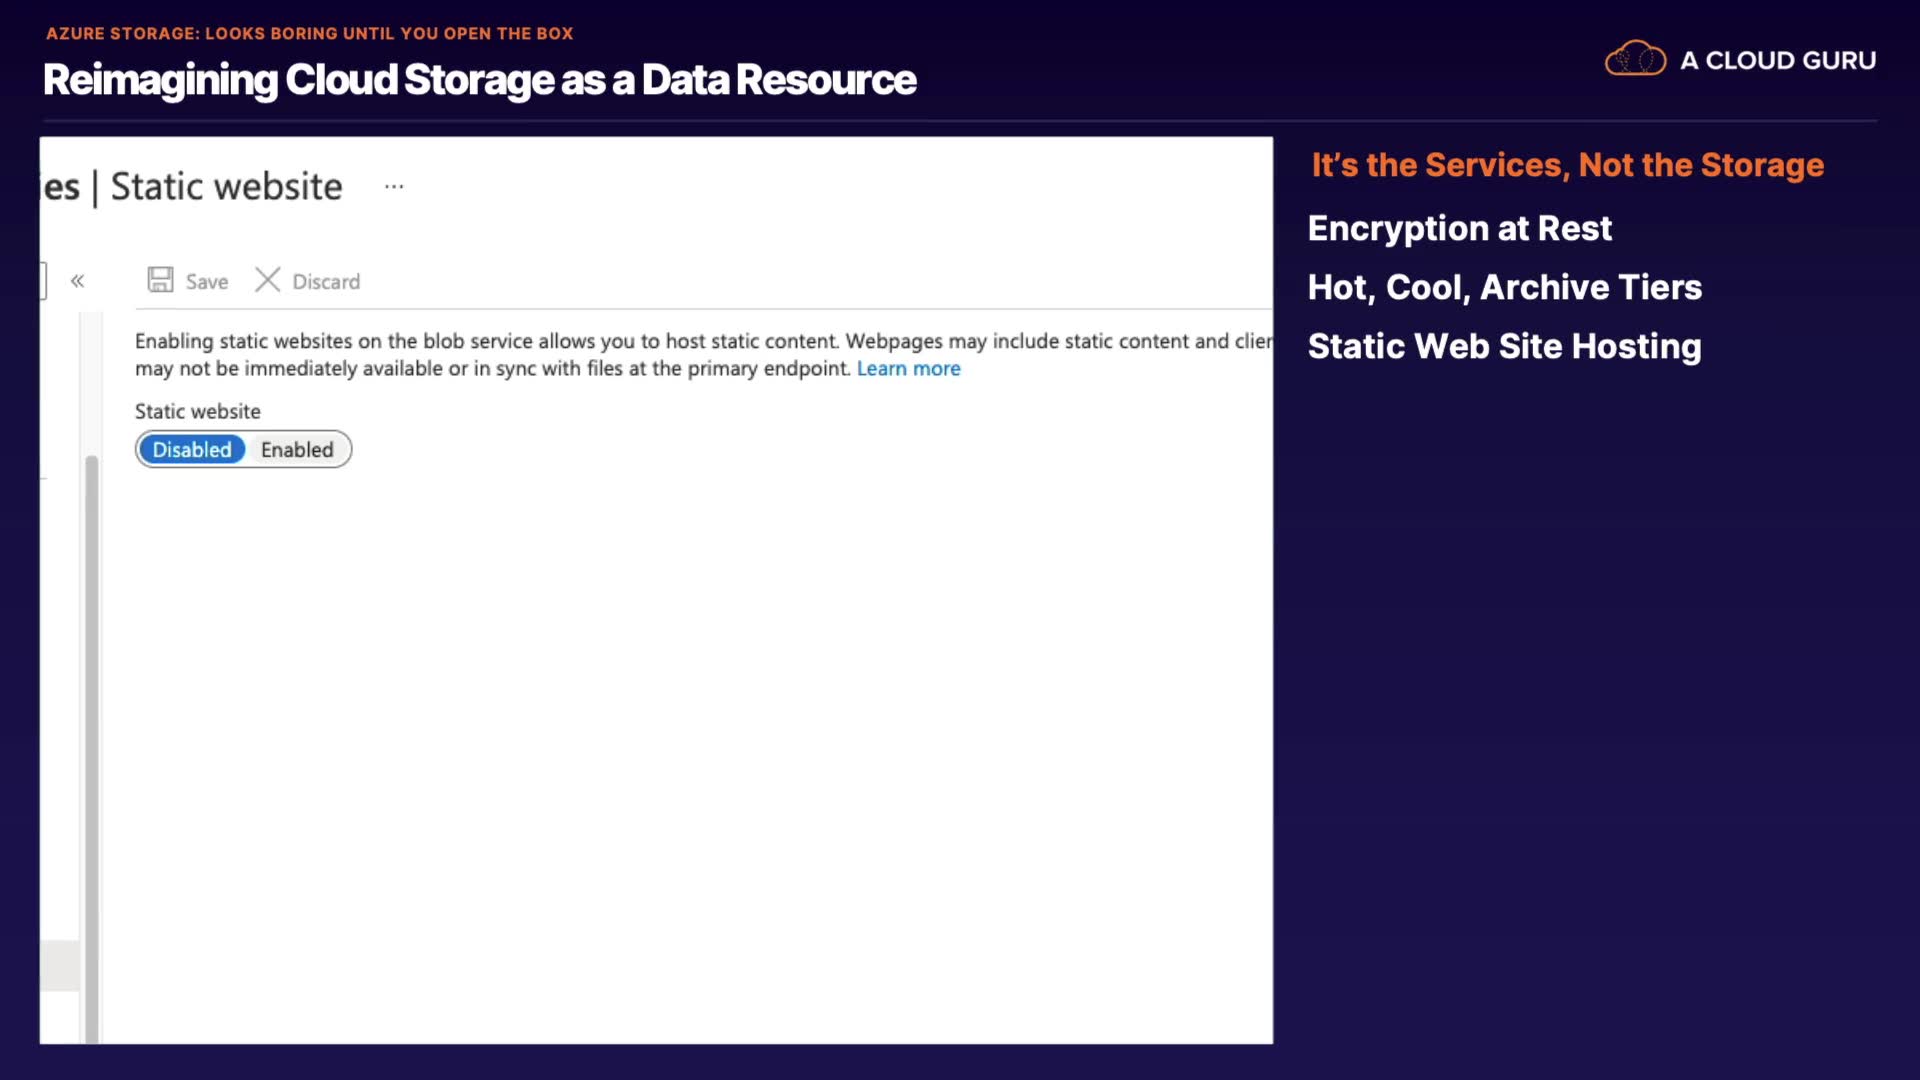 AZURE STORAGE: LOOKS BORING UNTIL YOU OPEN THE BOX
Reimagining Cloud Storage as a Data Resource
A CLOUD GURU
es | Static website ...
« Save Discard
Enabling static websites on the blob service allows you to host static content. Webpages may include static content and clien
may not be immediately available or in sync with files at the primary endpoint. Learn more
Static website
Disabled Enabled
It's the Services, Not the Storage
Encryption at Rest
Hot, Cool, Archive Tiers
Static Web Site Hosting